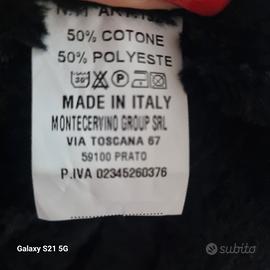 50% COTONE
50% POLYESTE
MADE IN ITALY
MONTECERVINO GROUP SRL
VIA TOSCANA 67
59100 PRATO
P.IVA 02345260376
Galaxy S21 5G
subito